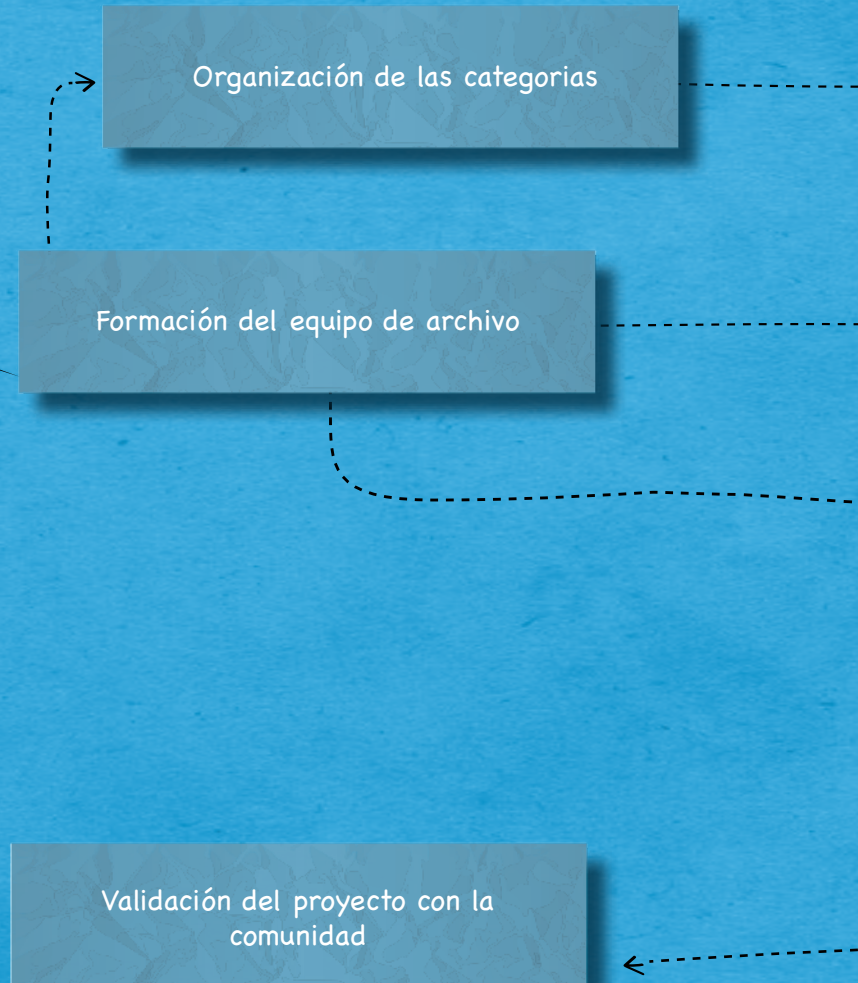 Organización de las categorias
Formación del equipo de archivo
Validación del proyecto con la
comunidad